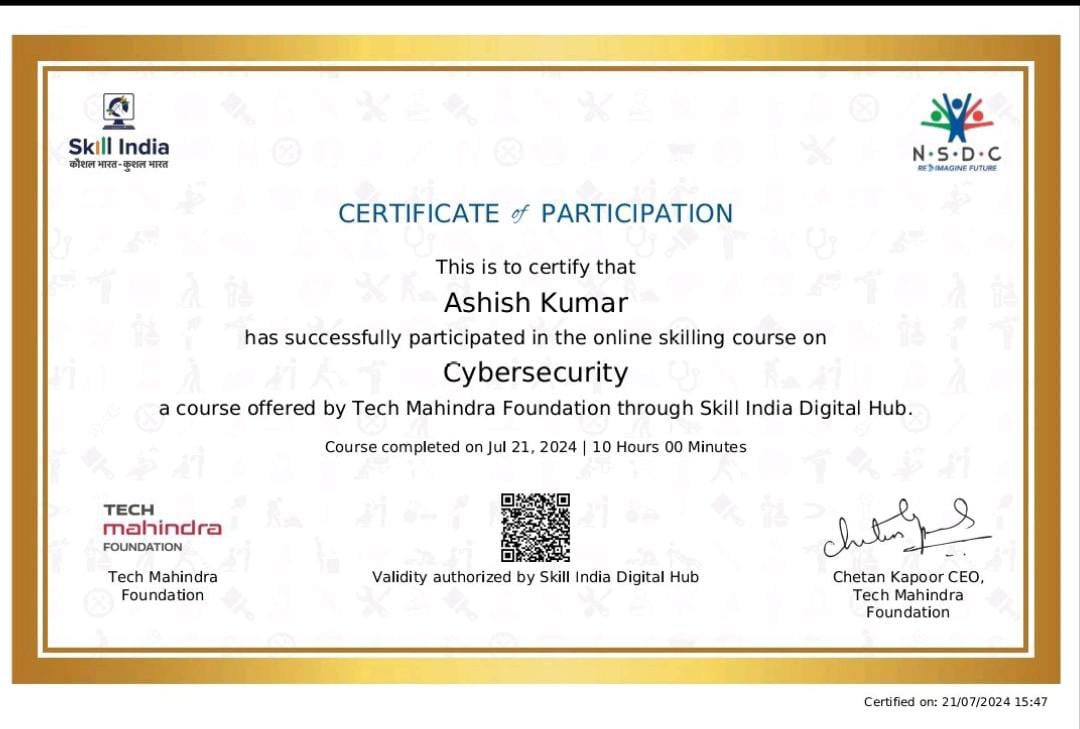 Skill India
कौशल भारत-कुशल भारत
N·S·D·C
RE IMAGINE FUTURE
CERTIFICATE of PARTICIPATION
This is to certify that
Ashish Kumar
has successfully participated in the online skilling course on
Cybersecurity
a course offered by Tech Mahindra Foundation through Skill India Digital Hub.
Course completed on Jul 21, 2024 | 10 Hours 00 Minutes
TECH
mahindra
FOUNDATION
Tech Mahindra
Foundation
Validity authorized by Skill India Digital Hub
Chetan Kapoor CEO,
Tech Mahindra
Foundation
Certified on: 21/07/2024 15:47